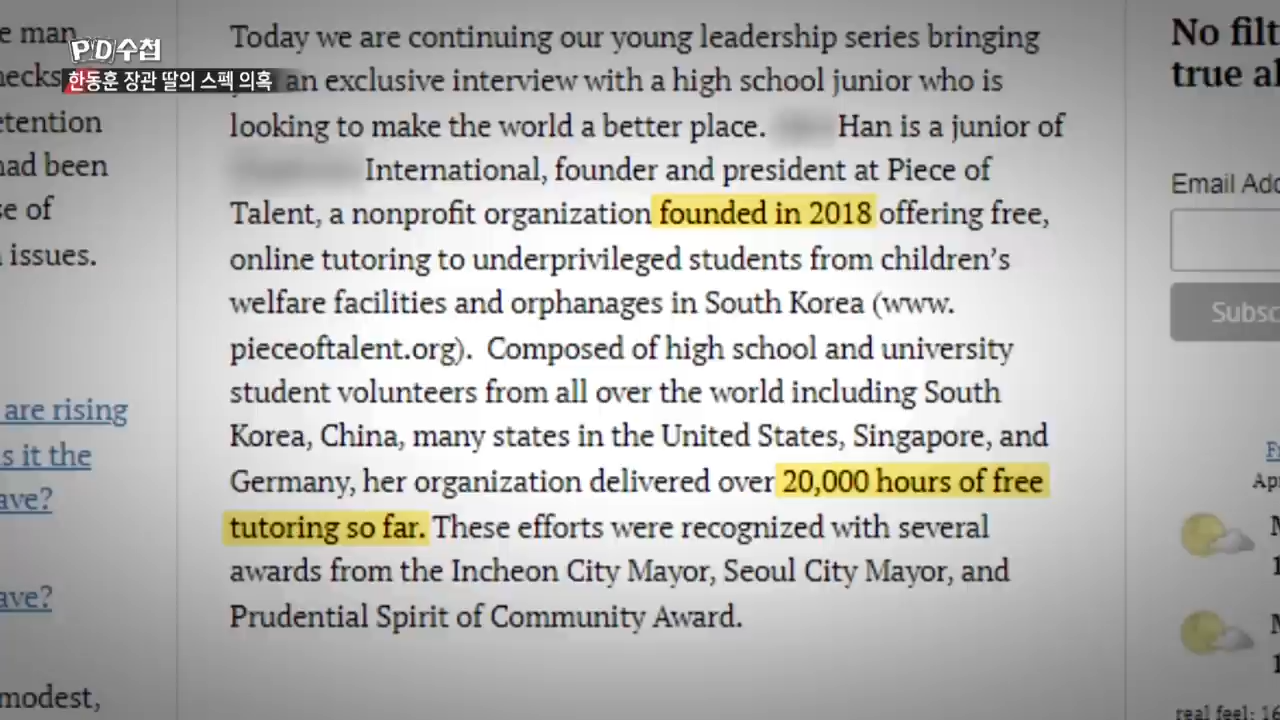 PD수첩
한동훈 장관 딸의 스펙 의혹
e man
hecks
etention
had been
se of
issues.
are rising
s it the
ave?
ave?
modest,
Today we are continuing our young leadership series bringing
an exclusive interview with a high school junior who is
looking to make the world a better place. Han is a junior of
International, founder and president at Piece of
Talent, a nonprofit organization founded in 2018 offering free,
online tutoring to underprivileged students from children’s
welfare facilities and orphanages in South Korea (www.
pieceoftalent.org). Composed of high school and university
student volunteers from all over the world including South
Korea, China, many states in the United States, Singapore, and
Germany, her organization delivered over 20,000 hours of free
tutoring so far. These efforts were recognized with several
awards from the Incheon City Mayor, Seoul City Mayor, and
Prudential Spirit of Community Award.
No filt
true al
Email Add
Subsc
Ap
real feel: 16